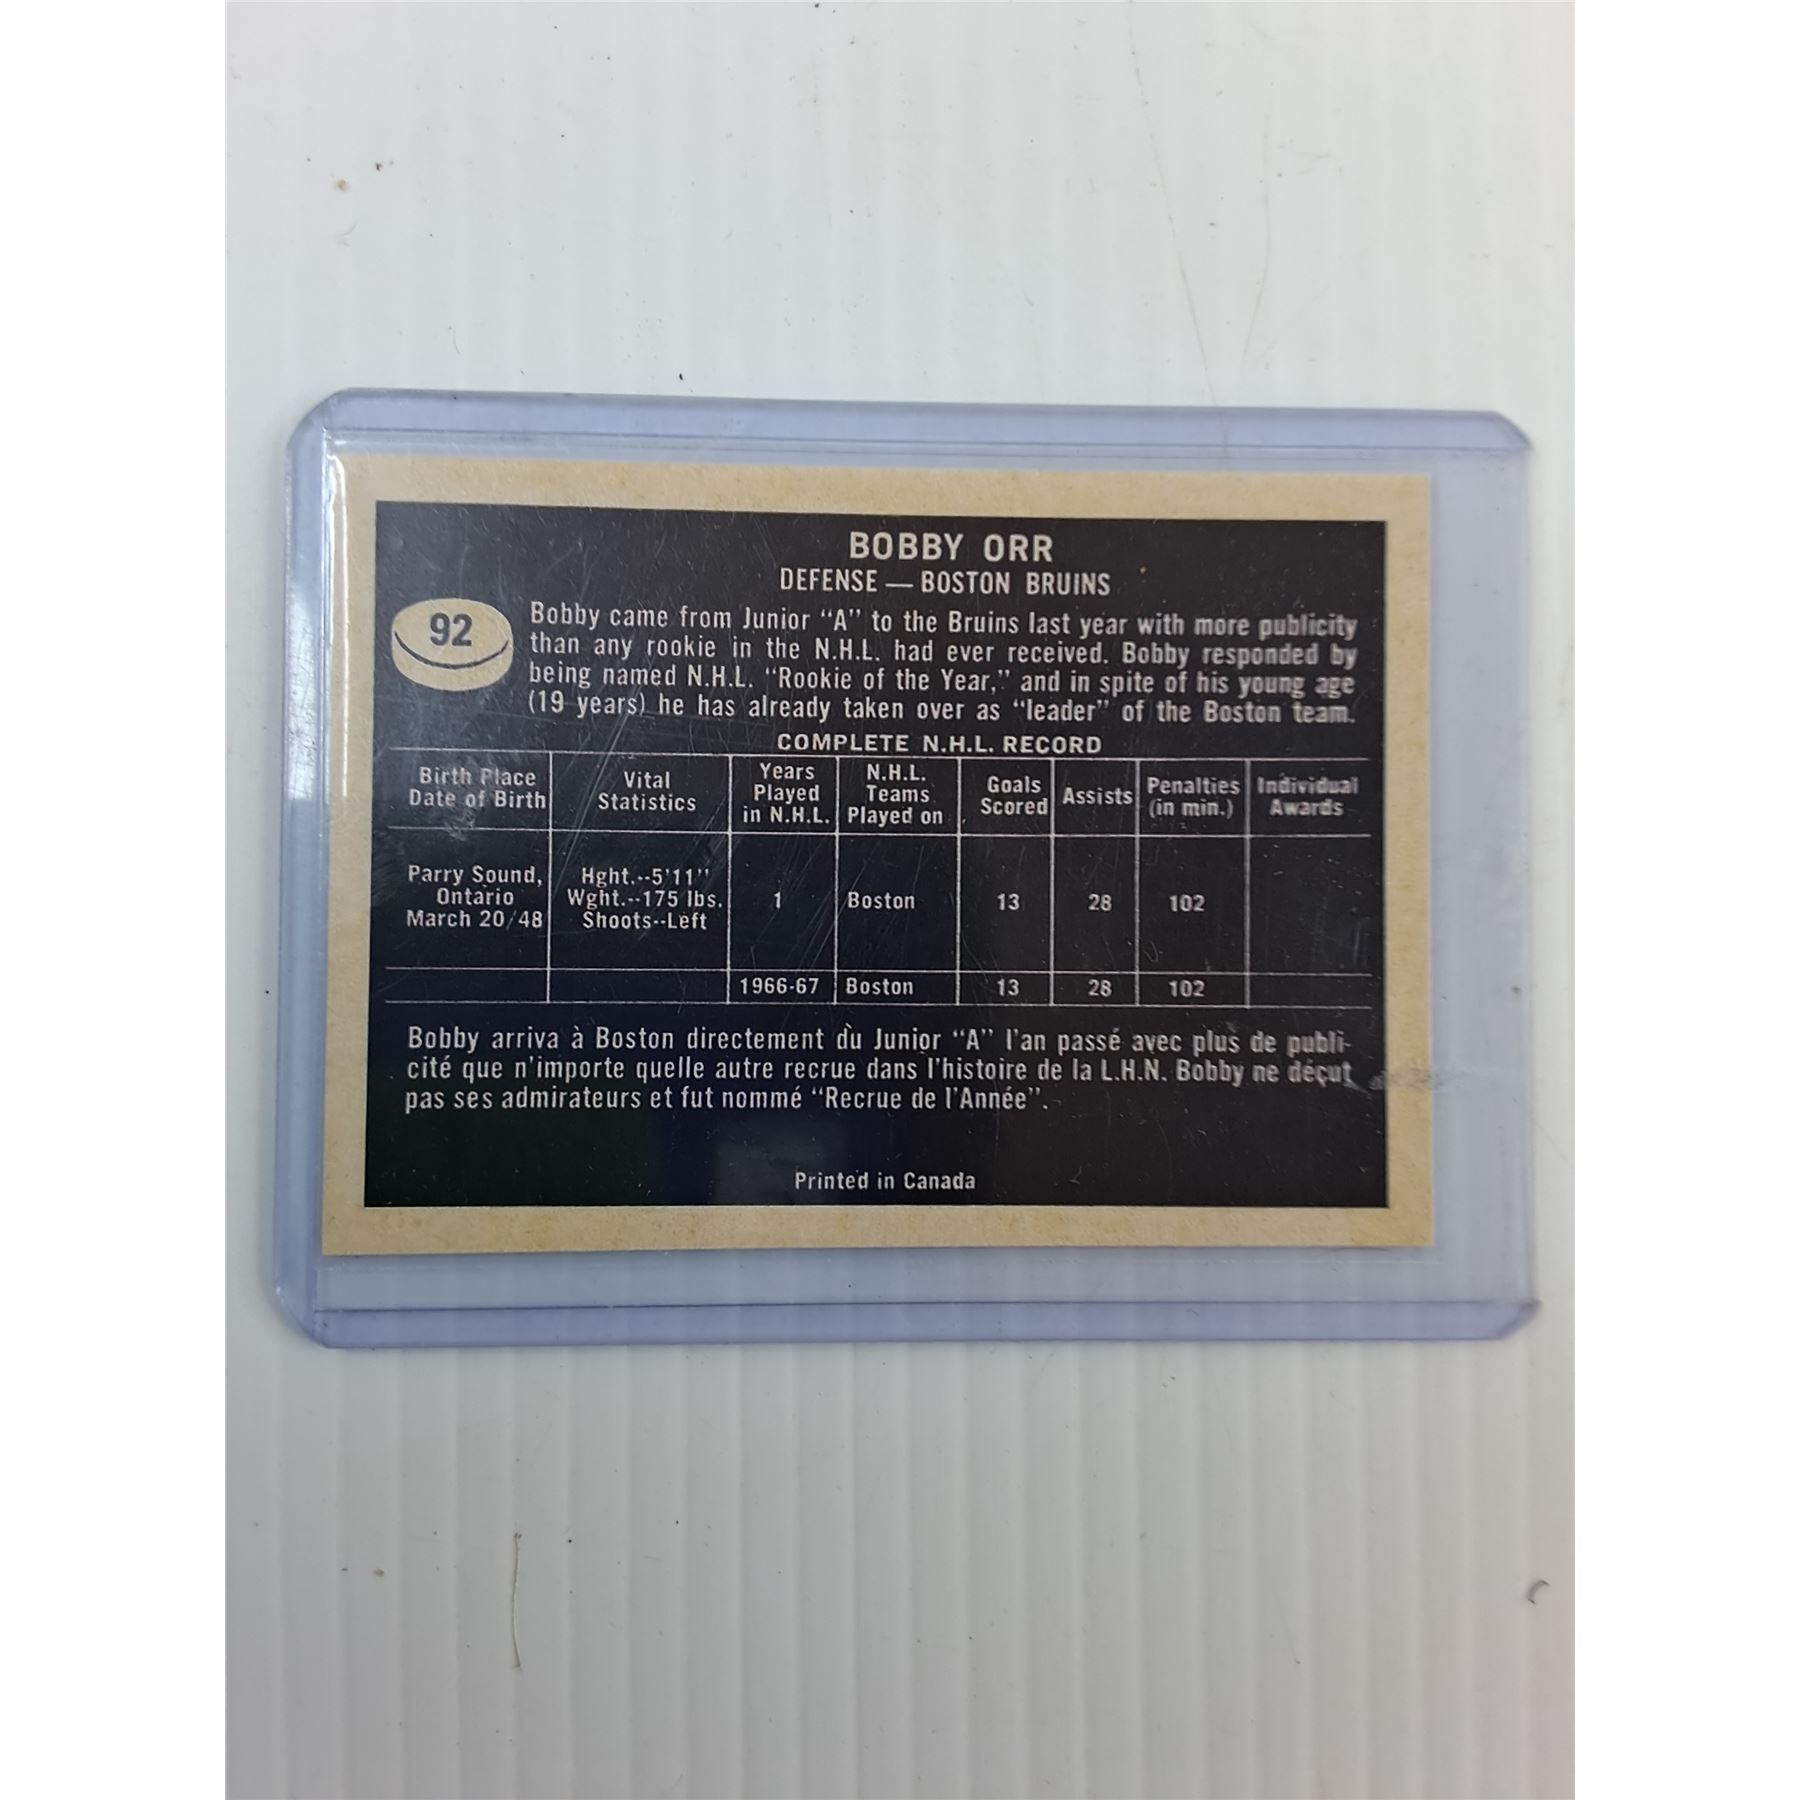 BOBBY ORR
DEFENSE — BOSTON BRUINS
92
Bobby came from Junior "A" to the Bruins last year with more publicity
than any rookie in the N.H.L. had ever received. Bobby responded by
being named N.H.L. "Rookie of the Year," and in spite of his young age
(19 years) he has already taken over as "leader" of the Boston team.
COMPLETE N.H.L. RECORD
Birth Place
Date of Birth
Vital
Statistics
Years
Played
in N.H.L.
N.H.L.
Teams
Played on
Goals
Scored
Assists
Penalties
(in min.)
Individual
Awards
Parry Sound,
Ontario
March 20/48
Hght.--5'11"
Wght.--175 lbs.
Shoots--Left
1
Boston
13
28
102
1966-67
Boston
13
28
102
Bobby arriva à Boston directement du Junior "A" l'an passé avec plus de publi-
cité que n'importe quelle autre recrue dans l'histoire de la L.H.N. Bobby ne déçut
pas ses admirateurs et fut nommé "Recrue de l'Année".
Printed in Canada